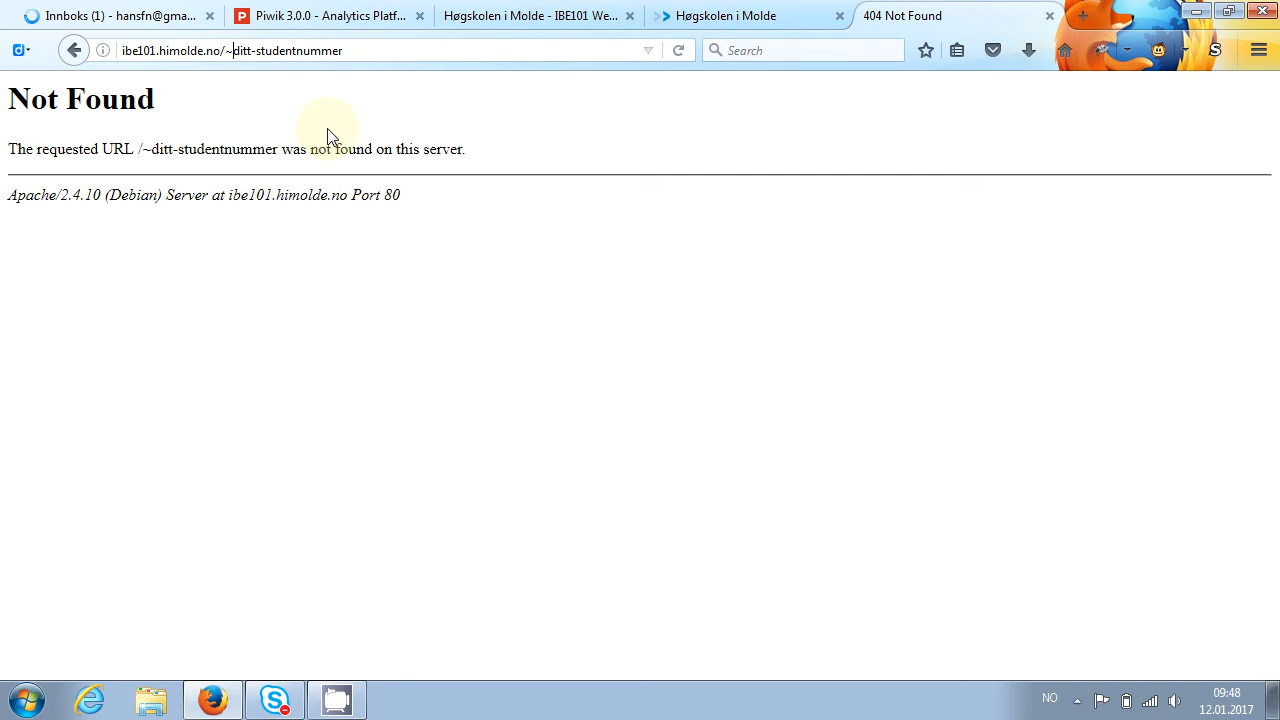 Innboks (1) - hansfn@gma...
Piwik 3.0.0 - Analytics Platf...
Høgskolen i Molde - IBE101 We...
Høgskolen i Molde
404 Not Found
ibe101.himolde.no/~ditt-studentnummer
Search
Not Found
The requested URL /~ditt-studentnummer was not found on this server.
Apache/2.4.10 (Debian) Server at ibe101.himolde.no Port 80
NO
09:48
12.01.2017